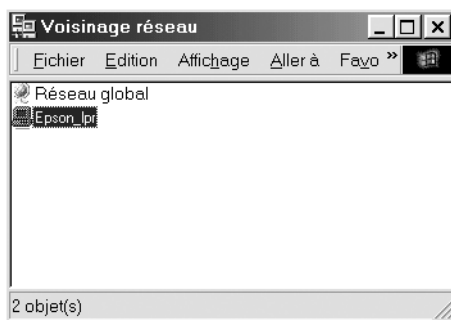 Voisinage réseau
Fichier Edition Affichage Aller à Favo »
Réseau global
Epson_lpr
2 objet(s)